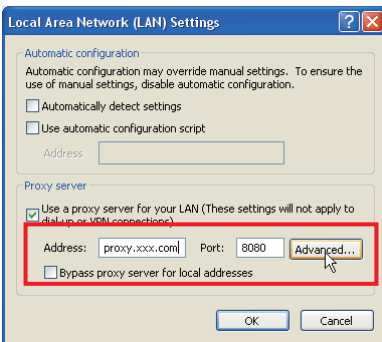 Local Area Network (LAN) Settings
Automatic configuration
Automatic configuration may override manual settings. To ensure the
use of manual settings, disable automatic configuration.
Automatically detect settings
Use automatic configuration script
Address
Proxy server
Use a proxy server for your LAN (These settings will not apply to
dial-up or VPN connections)
Address: proxy.xxx.com Port: 8080 Advanced...
Bypass proxy server for local addresses
OK Cancel